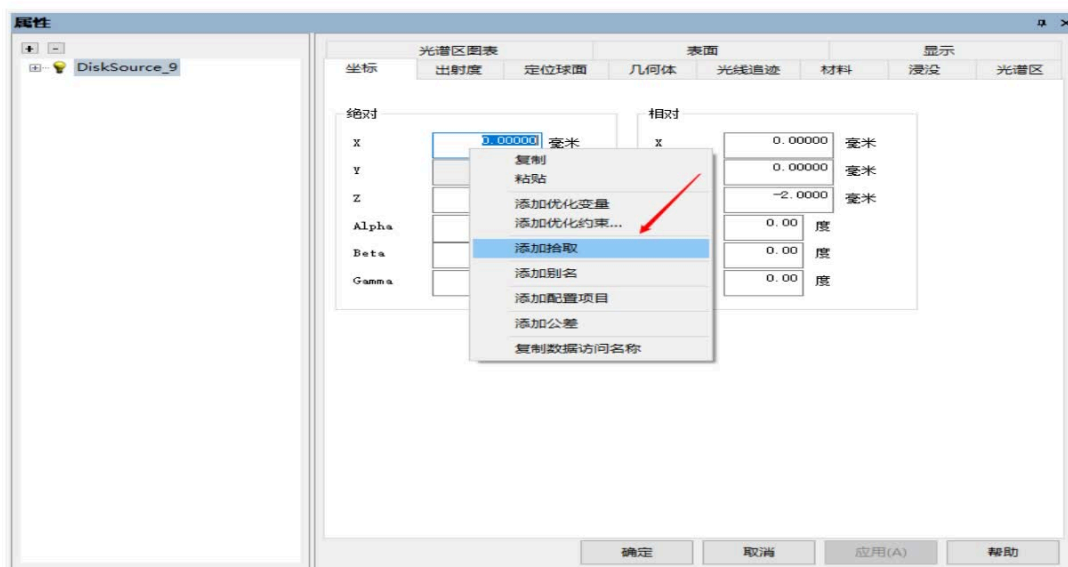 属性
+ -
DiskSource_9
光谱区图表 表面 显示
坐标 出射度 定位球面 几何体 光线追迹 材料 浸没 光谱区
绝对 相对
X 0.00000 毫米 X 0.00000 毫米
Y 0.00000 毫米
Z -2.0000 毫米
Alpha 0.00 度
Beta 0.00 度
Gamma 0.00 度
复制
粘贴
添加优化变量
添加优化约束...
添加拾取
添加别名
添加配置项目
添加公差
复制数据访问名称
确定 取消 应用(A) 帮助